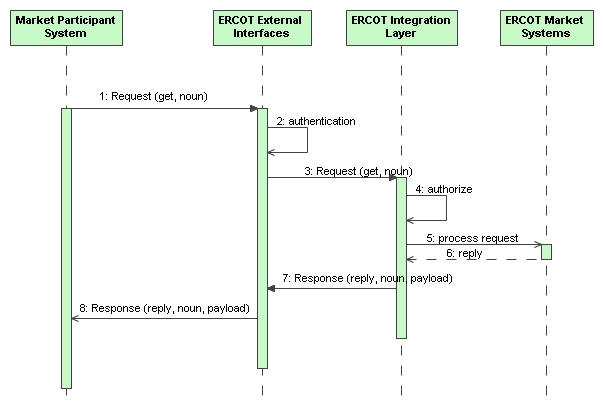 Market Participant
System
ERCOT External
Interfaces
ERCOT Integration
Layer
ERCOT Market
Systems
1: Request (get, noun)
2: authentication
3: Request (get, noun)
4: authorize
5: process request
6: reply
7: Response (reply, noun, payload)
8: Response (reply, noun, payload)